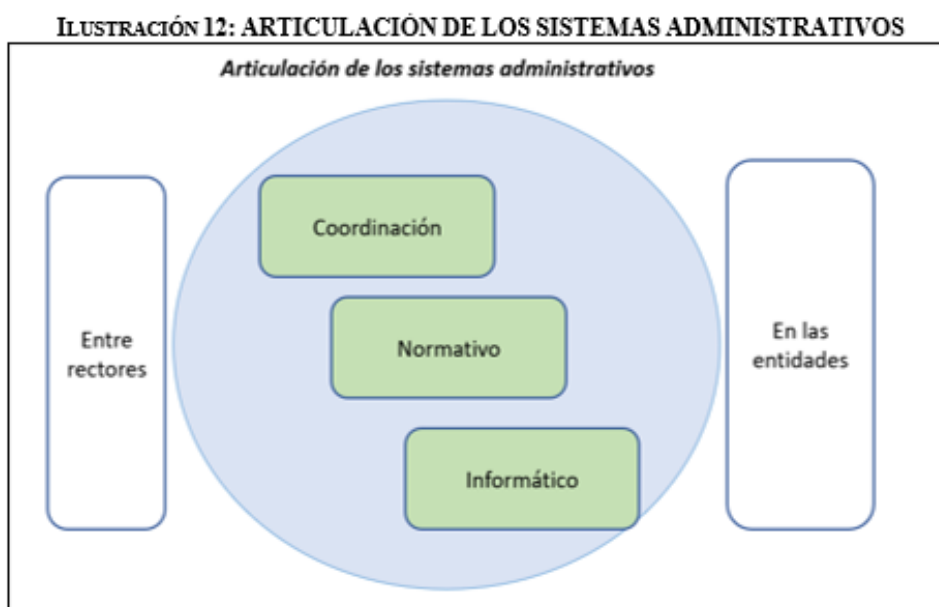 ILUSTRACIÓN 12: ARTICULACIÓN DE LOS SISTEMAS ADMINISTRATIVOS
Articulación de los sistemas administrativos
Coordinación
Entre
rectores
Normativo
En las
entidades
Informático